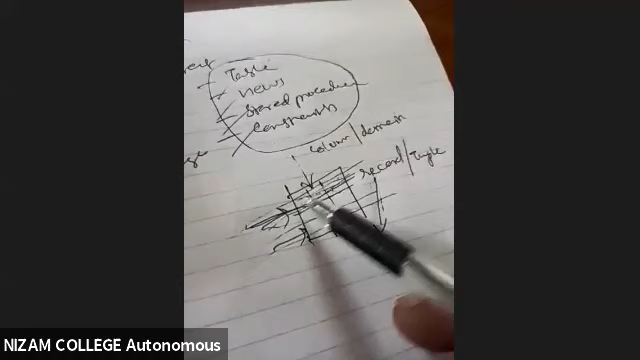 Table
views
stored procedure
constraints
column/domain
record/Tuple
NIZAM COLLEGE Autonomous